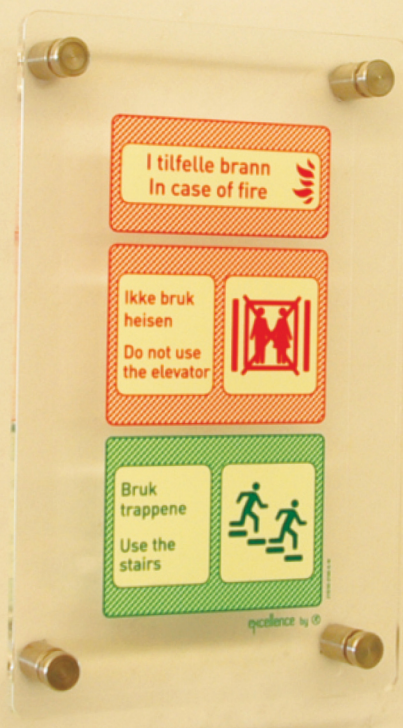 I tilfelle brann
In case of fire
Ikke bruk
heisen
Do not use
the elevator
Bruk
trappene
Use the
stairs
excellence by ®